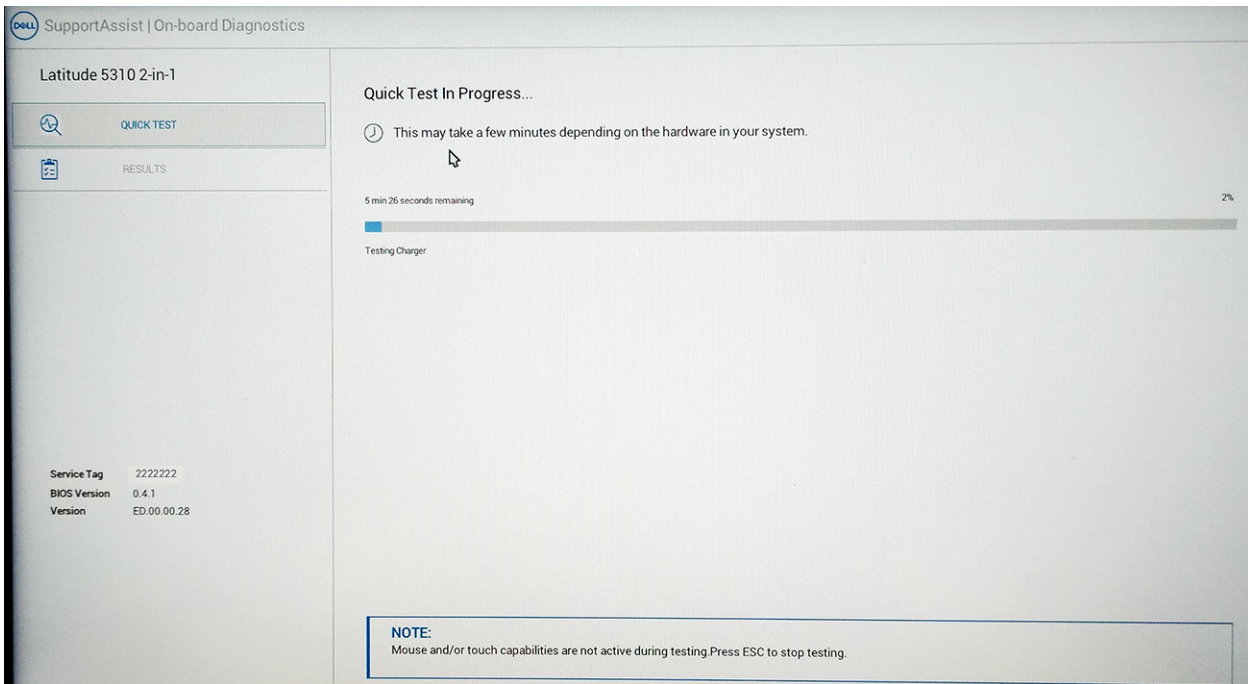 DELL SupportAssist | On-board Diagnostics
Latitude 5310 2-in-1
QUICK TEST
RESULTS
Service Tag 2222222
BIOS Version 0.4.1
Version ED.00.00.28
Quick Test In Progress...
This may take a few minutes depending on the hardware in your system.
5 min 26 seconds remaining 2%
Testing Charger
NOTE:
Mouse and/or touch capabilities are not active during testing.Press ESC to stop testing.